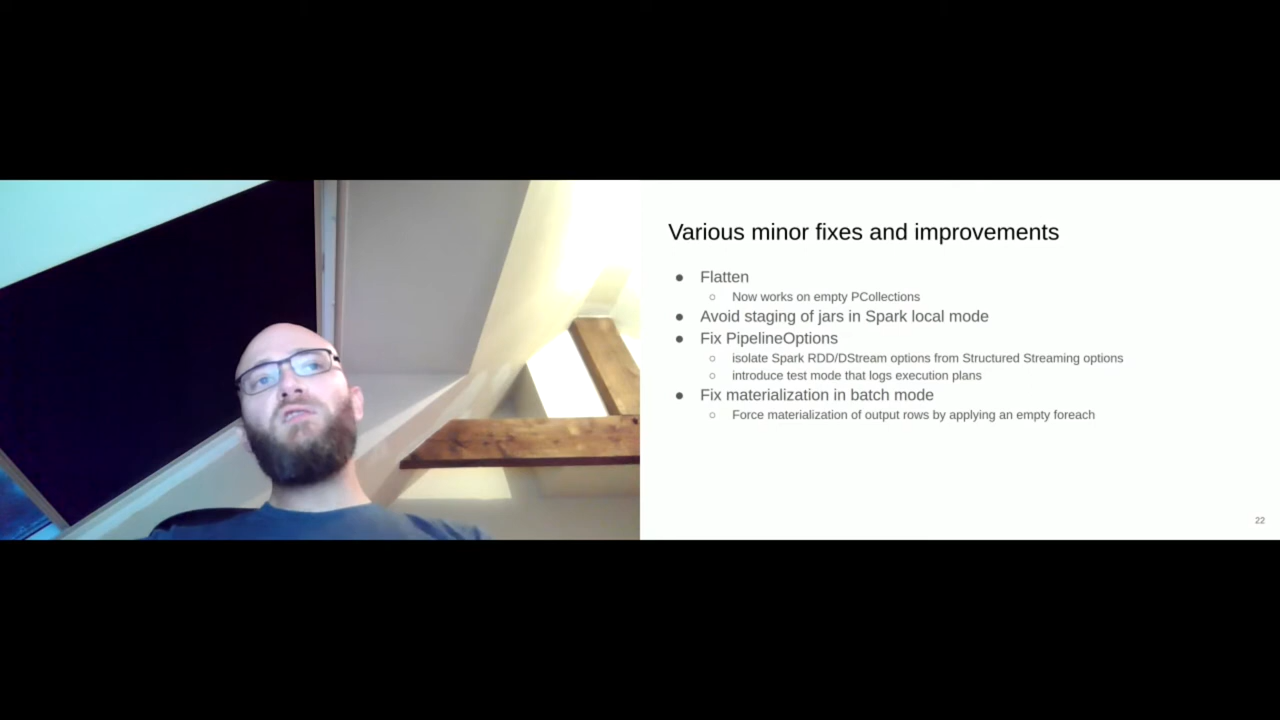 Various minor fixes and improvements
● Flatten
○ Now works on empty PCollections
● Avoid staging of jars in Spark local mode
● Fix PipelineOptions
○ isolate Spark RDD/DStream options from Structured Streaming options
○ introduce test mode that logs execution plans
● Fix materialization in batch mode
○ Force materialization of output rows by applying an empty foreach
22